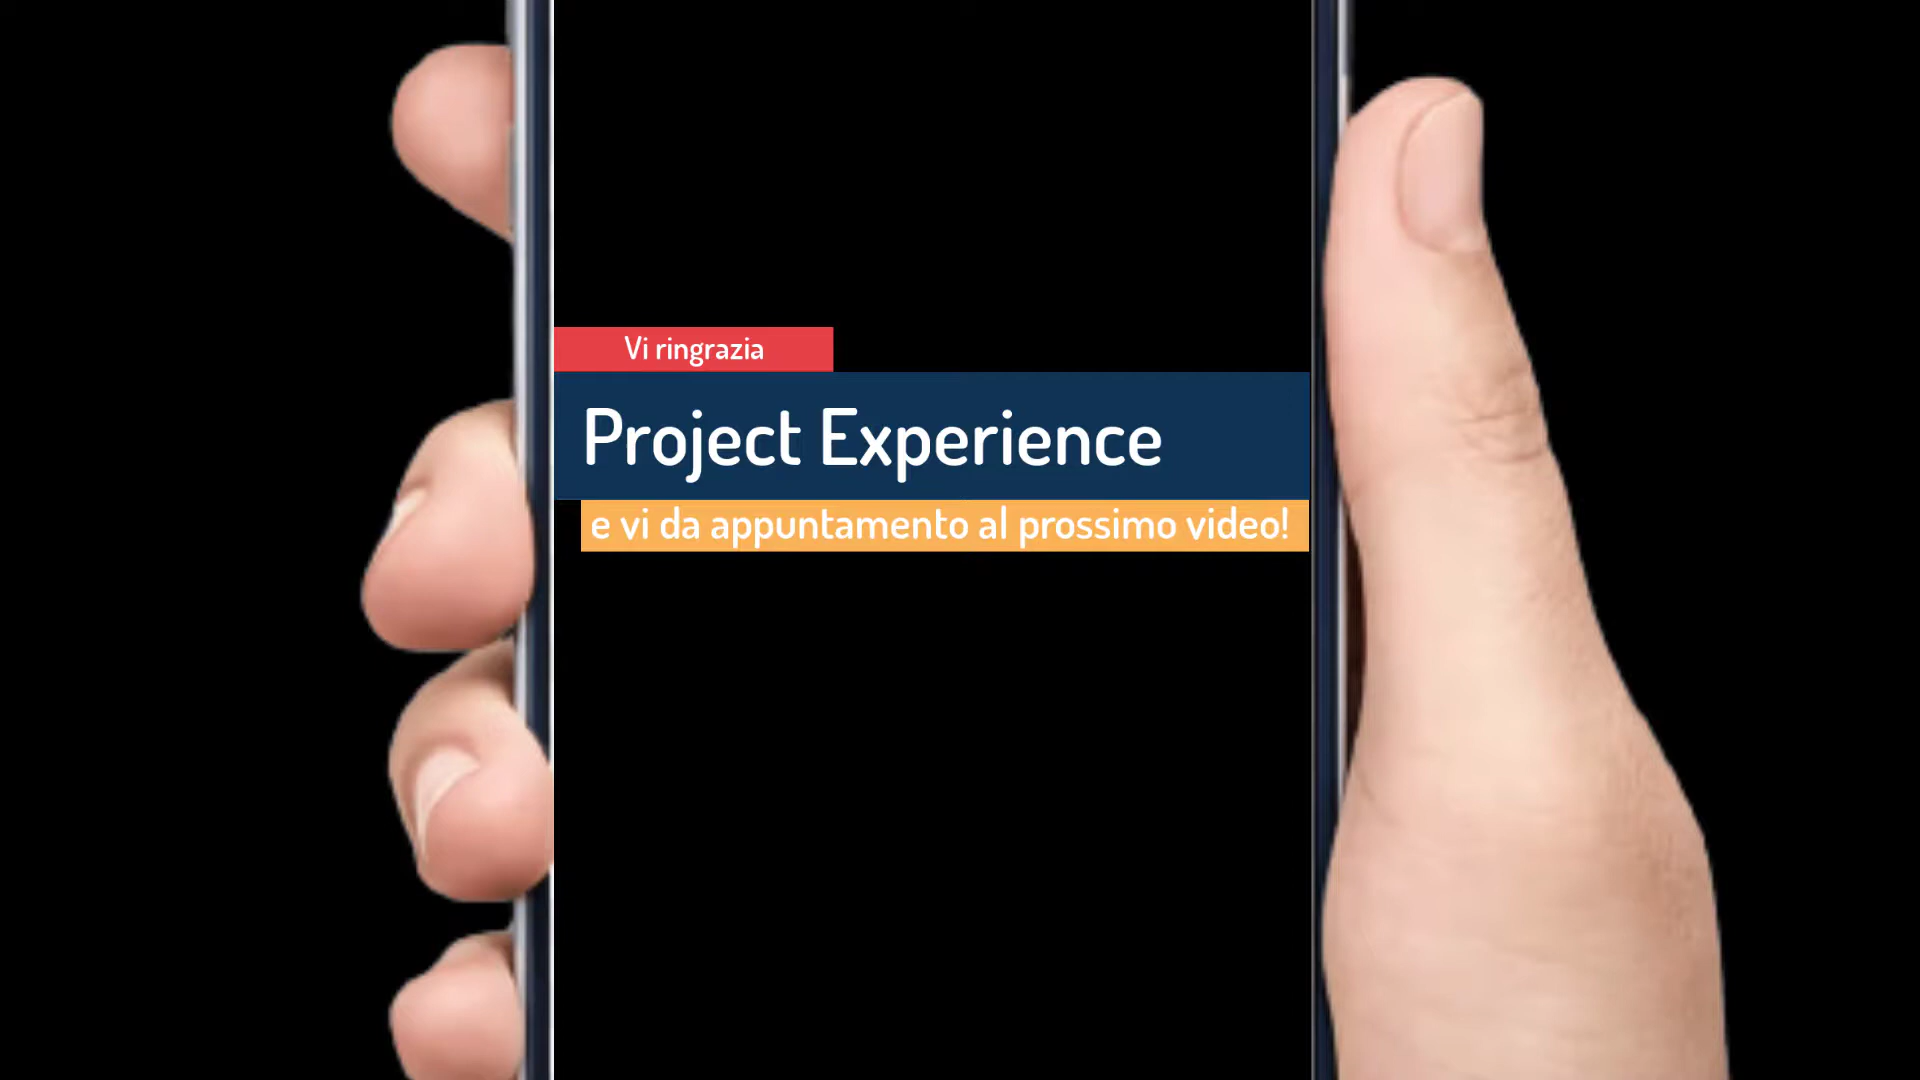 Vi ringrazia
Project Experience
e vi da appuntamento al prossimo video!